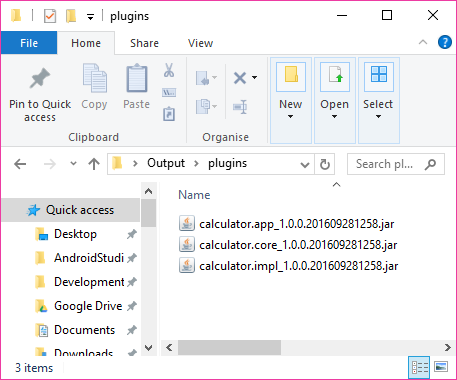 plugins
File
Home
Share
View
Pin to Quick access
Copy
Paste
Clipboard
Organise
New
Open
Select
Output
plugins
Search pl...
Name
Quick access
Desktop
AndroidStudi
Development
Google Drive
Documents
Downloads
calculator.app_1.0.0.201609281258.jar
calculator.core_1.0.0.201609281258.jar
calculator.impl_1.0.0.201609281258.jar
3 items